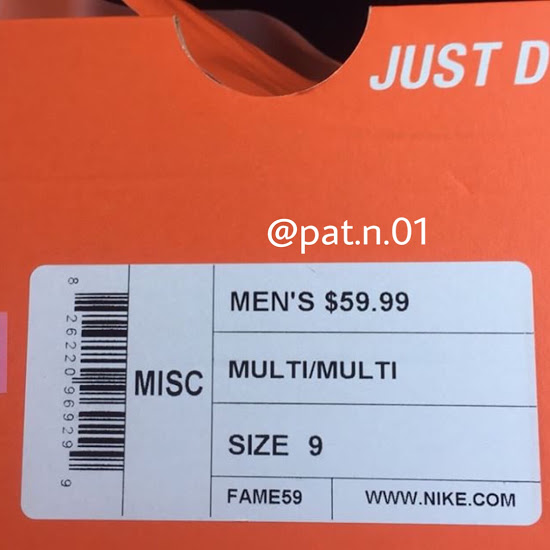 JUST D
@pat.n.01
8 26220 96929 9
MISC
MEN'S $59.99
MULTI/MULTI
SIZE 9
FAME59
WWW.NIKE.COM